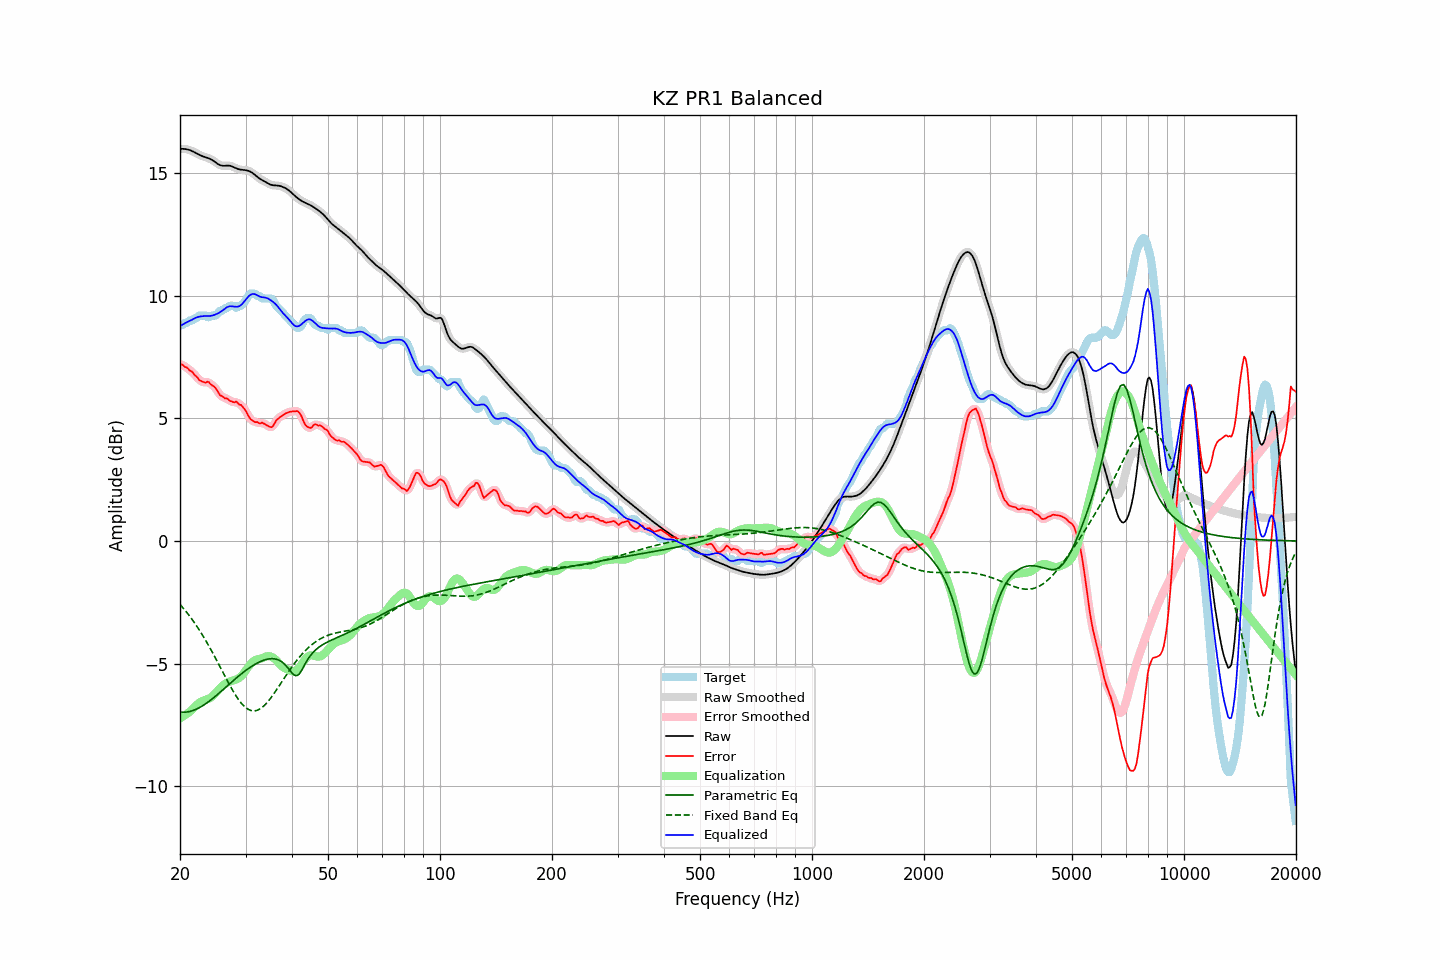 KZ PR1 Balanced
Amplitude (dBr)
15
10
5
0
−5
−10
20
50
100
200
500
1000
2000
5000
10000
20000
Frequency (Hz)
Target
Raw Smoothed
Error Smoothed
Raw
Error
Equalization
Parametric Eq
Fixed Band Eq
Equalized